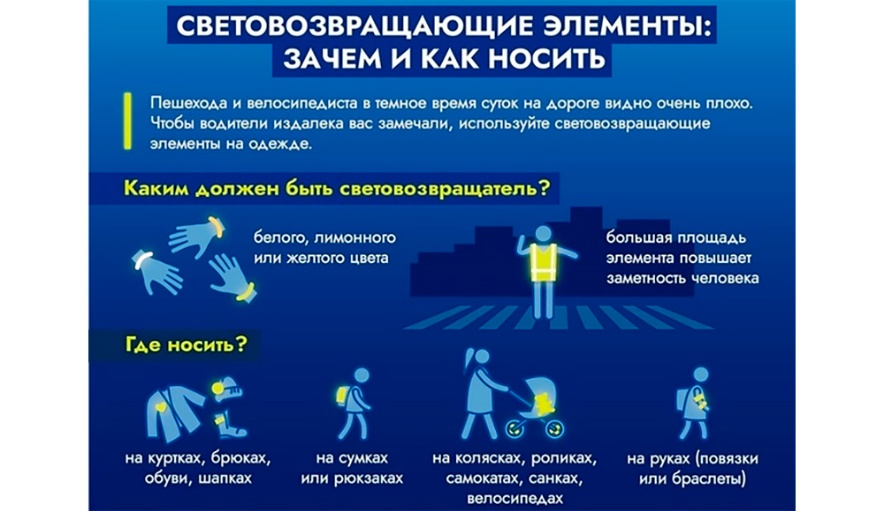 СВЕТОВОЗВРАЩАЮЩИЕ ЭЛЕМЕНТЫ:
ЗАЧЕМ И КАК НОСИТЬ
Пешехода и велосипедиста в темное время суток на дороге видно очень плохо.
Чтобы водители издалека вас замечали, используйте световозвращающие
элементы на одежде.
Каким должен быть световозвращатель?
белого, лимонного
или желтого цвета
большая площадь
элемента повышает
заметность человека
Где носить?
на куртках, брюках,
обуви, шапках
на сумках
или рюкзаках
на колясках, роликах,
самокатах, санках,
велосипедах
на руках (повязки
или браслеты)